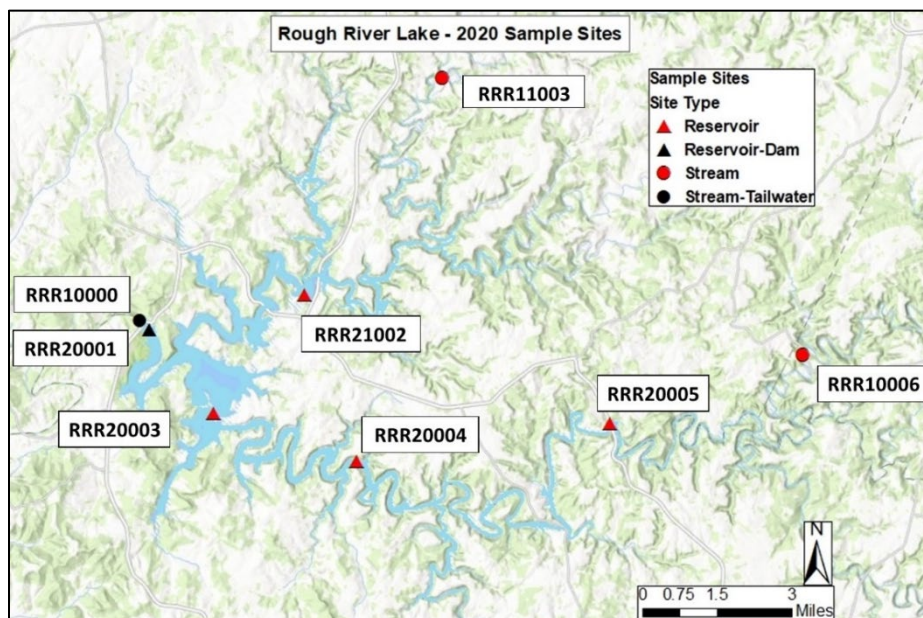 Rough River Lake - 2020 Sample Sites
RRR11003
Sample Sites
Site Type
Reservoir
Reservoir-Dam
Stream
Stream-Tailwater
RRR10000
RRR20001
RRR21002
RRR10006
RRR20005
RRR20003
RRR20004
N
0 0.75 1.5 3
Miles